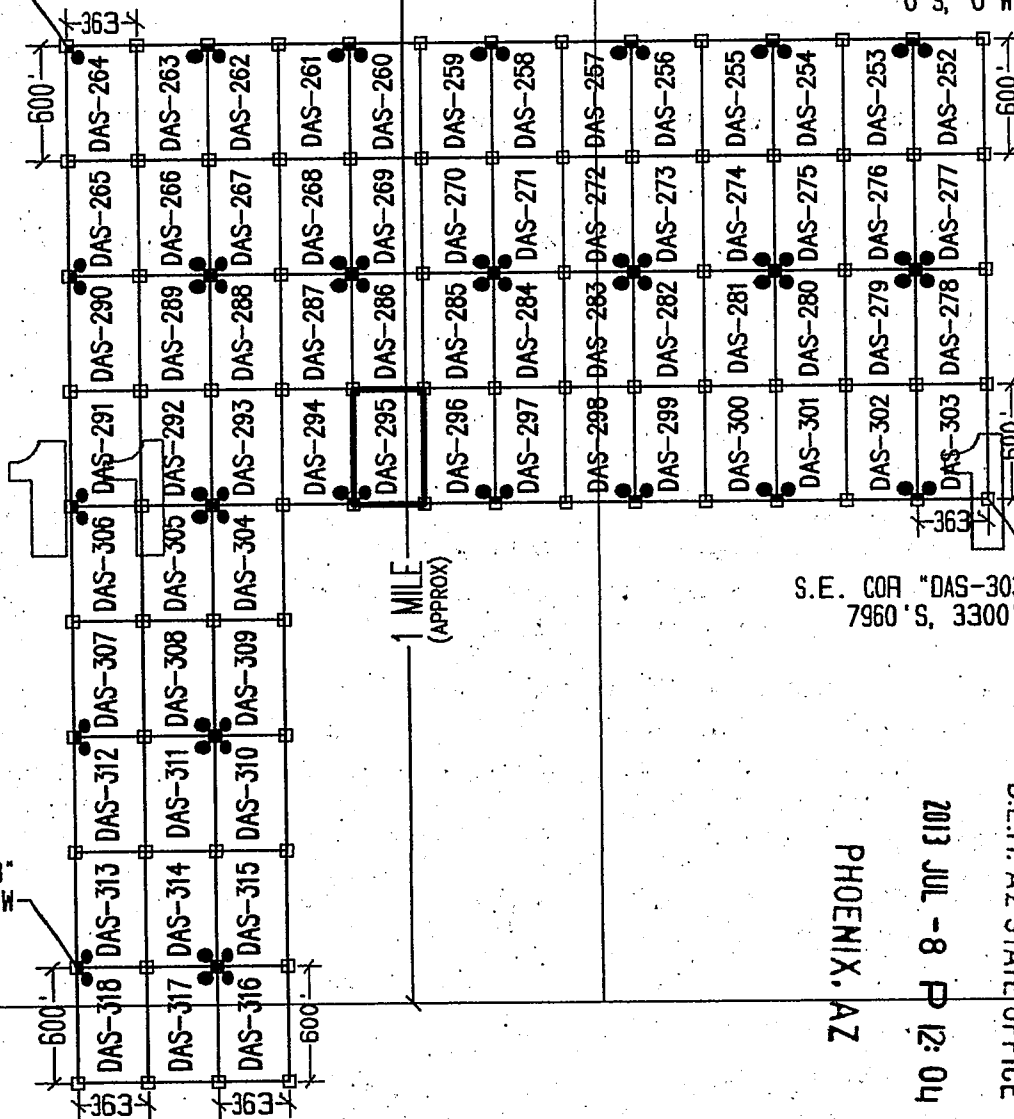 363
600'
600'
DAS-264
DAS-263
DAS-262
DAS-261
DAS-260
DAS-259
DAS-258
DAS-257
DAS-256
DAS-255
DAS-254
DAS-253
DAS-252
DAS-265
DAS-266
DAS-267
DAS-268
DAS-269
DAS-270
DAS-271
DAS-272
DAS-273
DAS-274
DAS-275
DAS-276
DAS-277
DAS-290
DAS-289
DAS-288
DAS-287
DAS-286
DAS-285
DAS-284
DAS-283
DAS-282
DAS-281
DAS-280
DAS-279
DAS-278
DAS-291
DAS-292
DAS-293
DAS-294
DAS-295
DAS-296
DAS-297
DAS-298
DAS-299
DAS-300
DAS-301
DAS-302
DAS-303
600'
363
11
DAS-306
DAS-305
DAS-304
1 MILE
(APPROX)
S.E. COR "DAS-303
7960'S, 3300'
DAS-307
DAS-308
DAS-309
DAS-312
DAS-311
DAS-310
DAS-313
DAS-314
DAS-315
DAS-318
DAS-317
DAS-316
600'
600'
363
363
STATE OFFICE
2013 JUL -8 P 12:04
PHOENIX, AZ